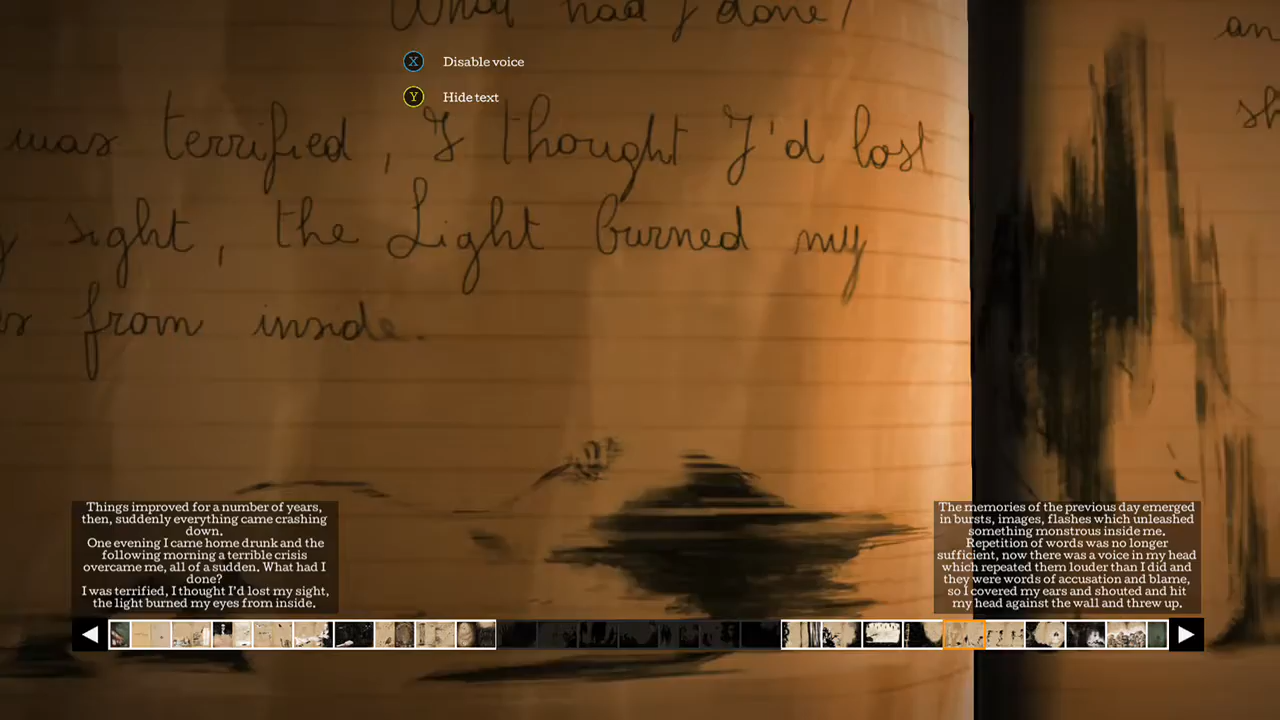 What had I done?
X Disable voice
Y Hide text
was terrified, I thought I'd lost
sight, the Light burned my
from inside.
an
sh
Things improved for a number of years,
then, suddenly everything came crashing
down.
One evening I came home drunk and the
following morning a terrible crisis
overcame me, all of a sudden. What had I
done?
I was terrified, I thought I'd lost my sight,
the light burned my eyes from inside.
The memories of the previous day emerged
in bursts, images, flashes which unleashed
something monstrous inside me.
Repetition of words was no longer
sufficient, now there was a voice in my head
which repeated them louder than I did and
they were words of accusation and blame,
so I covered my ears and shouted and hit
my head against the wall and threw up.